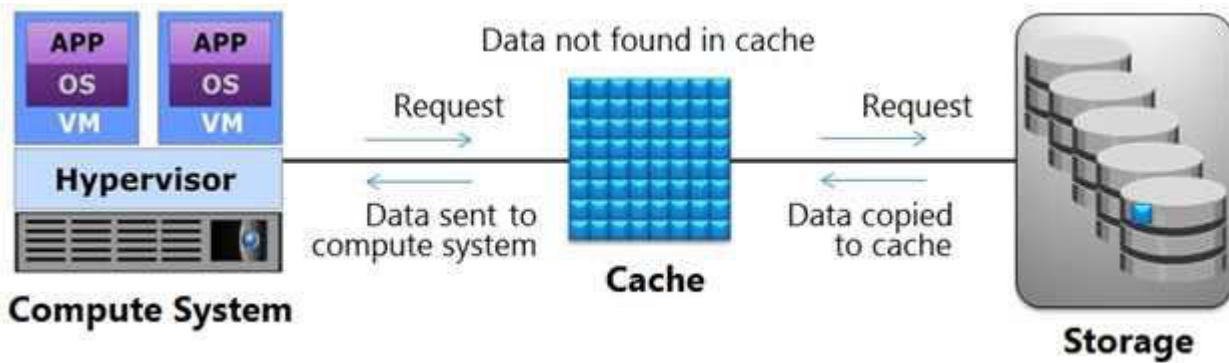 APP
OS
VM
APP
OS
VM
Hypervisor
Compute System
Data not found in cache
Request
Data sent to
compute system
Cache
Request
Data copied
to cache
Storage